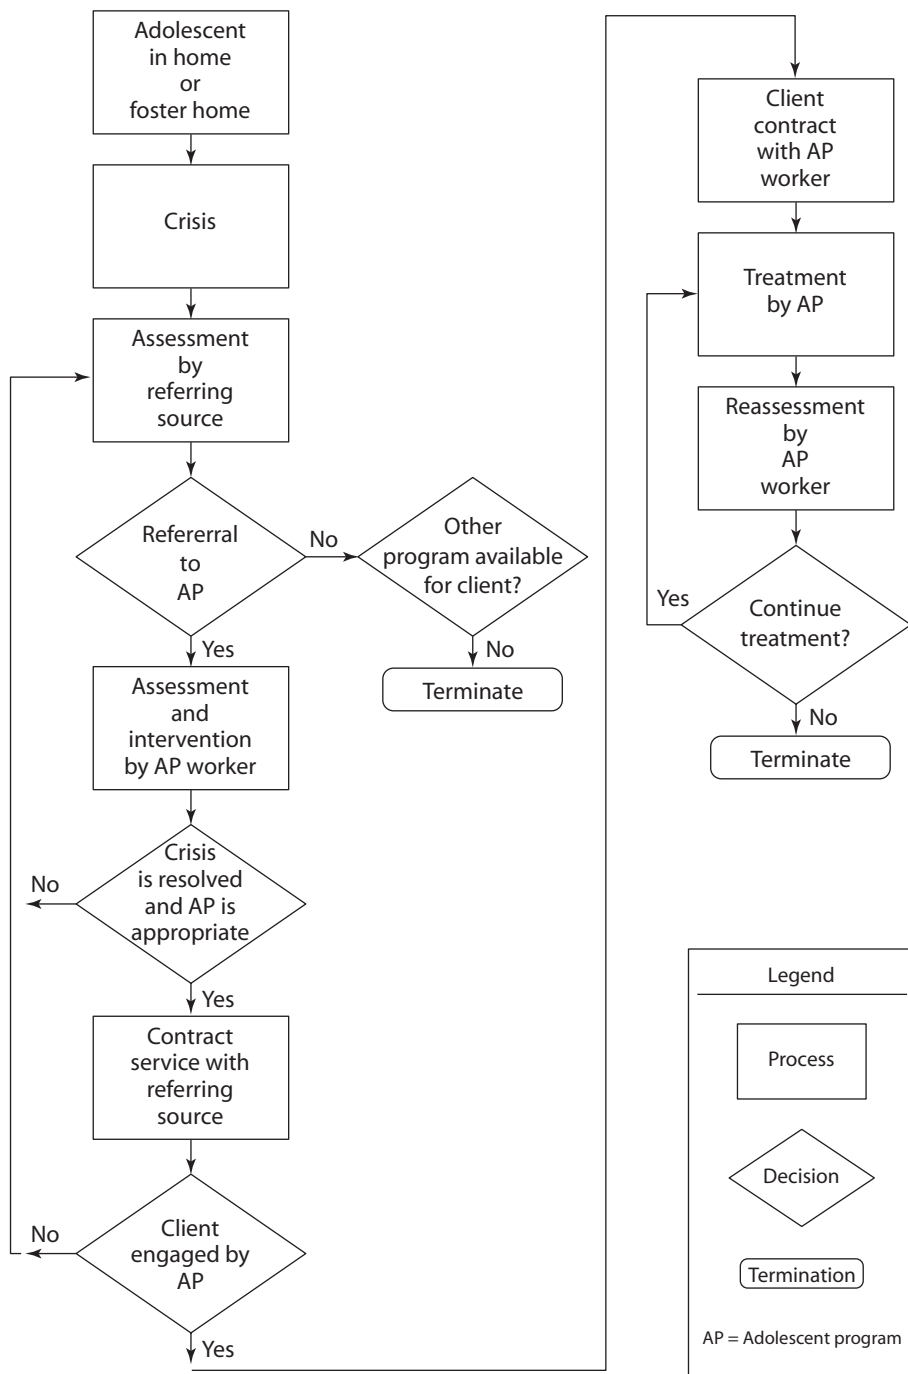 Adolescent
in home
or
foster home
Crisis
Assessment
by
referring
source
Refererral
to
AP
No
Other
program available
for client?
No
Terminate
Yes
Assessment
and
intervention
by AP worker
Crisis
is resolved
and AP is
appropriate
No
Yes
Contract
service with
referring
source
Client
engaged by
AP
No
Yes
Client
contract
with AP
worker
Treatment
by AP
Reassessment
by
AP
worker
Continue
treatment?
Yes
No
Terminate
Legend
Process
Decision
Termination
AP = Adolescent program